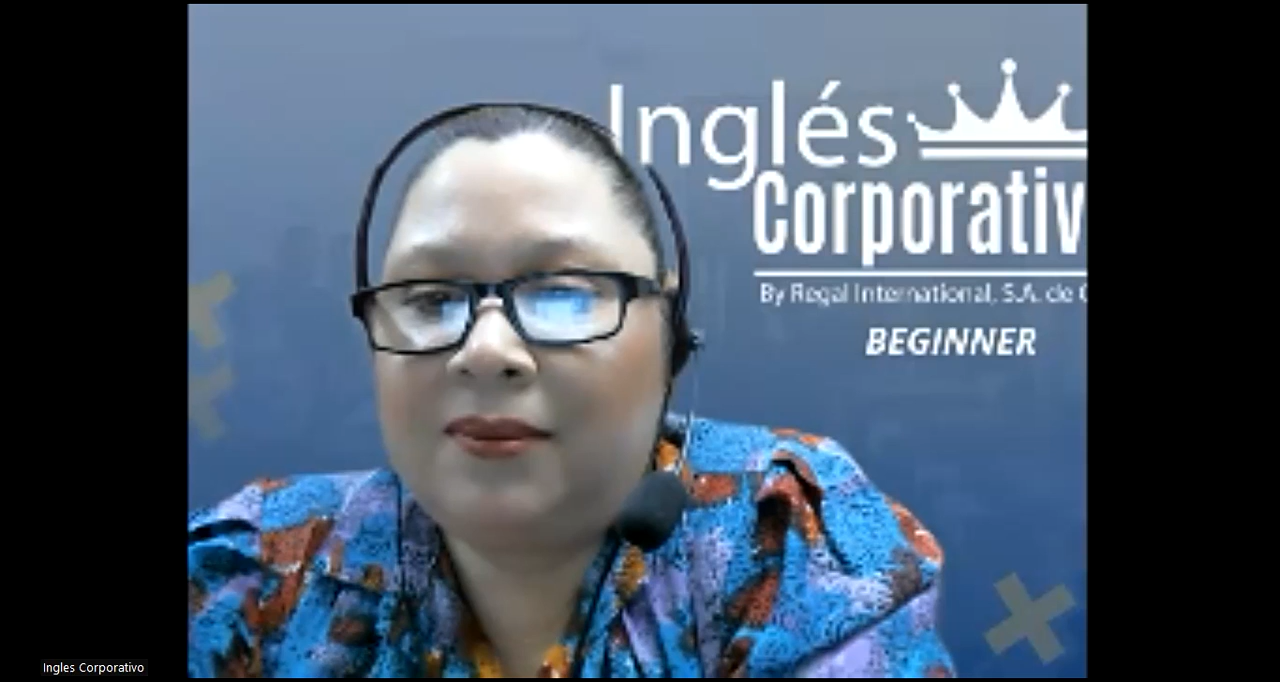 Inglés
Corporativ
By Regal International, S.A. de C
BEGINNER
Ingles Corporativo